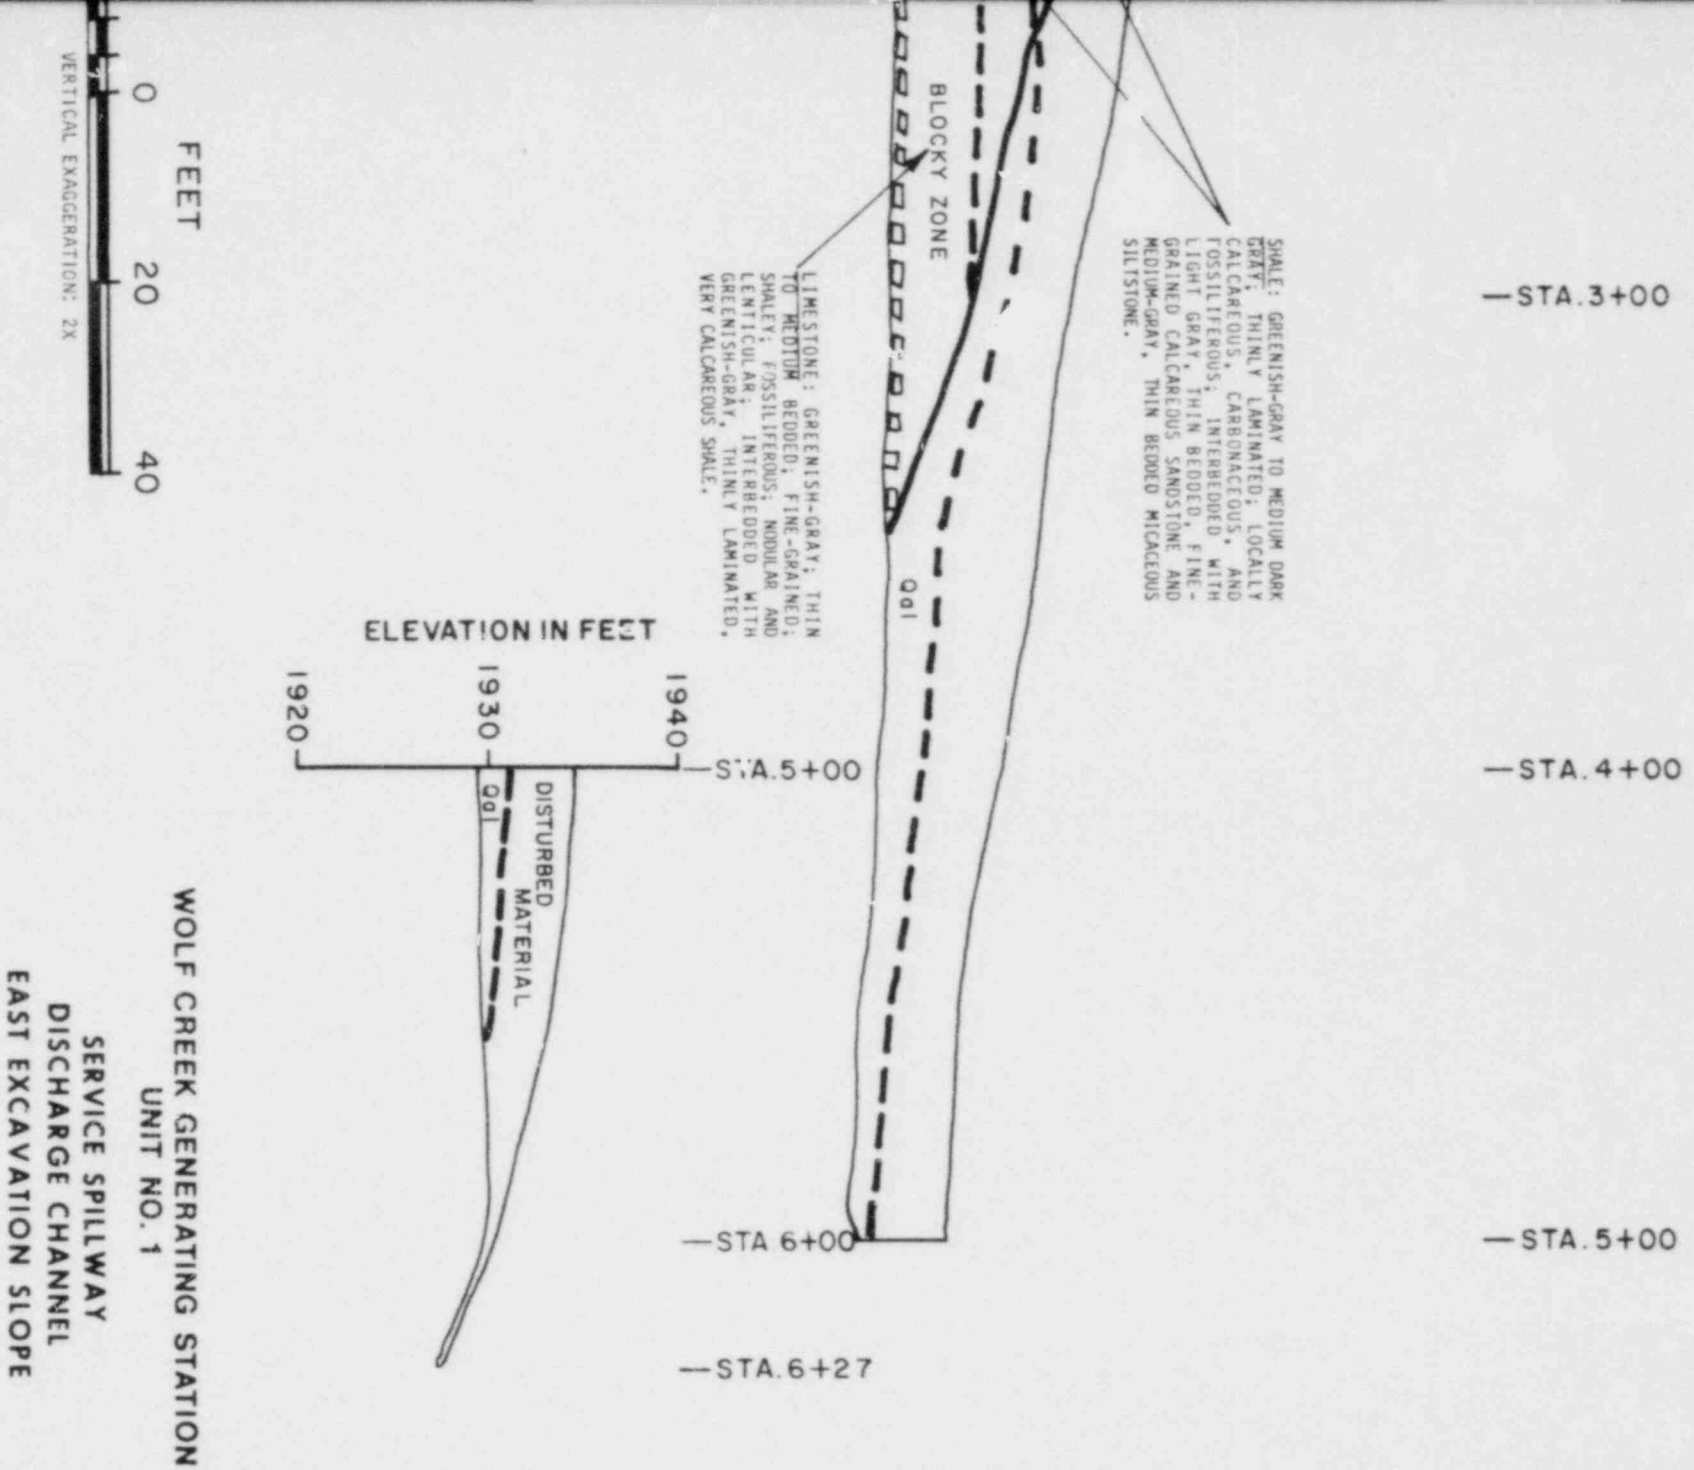 SHALE: GREENISH-GRAY TO MEDIUM DARK
GRAY; THINLY LAMINATED; LOCALLY
CALCAREOUS, CARBONACEOUS, AND
FOSSILIFEROUS; INTERBEDDED WITH
LIGHT GRAY, THIN BEDDED, FINE-
GRAINED CALCAREOUS SANDSTONE AND
MEDIUM-GRAY, THIN BEDDED MICACEOUS
SILTSTONE.
BLOCKY ZONE
LIMESTONE: GREENISH-GRAY; THIN
TO MEDIUM BEDDED; FINE-GRAINED;
SHALEY; FOSSILIFEROUS; NODULAR AND
LENTICULAR; INTERBEDDED WITH
GREENISH-GRAY, THINLY LAMINATED,
VERY CALCAREOUS SHALE.
Qal
—STA.3+00
—STA.4+00
—STA.5+00
—STA.5+00
—STA 6+00
—STA.6+27
ELEVATION IN FEET
1940
1930
1920
DISTURBED
MATERIAL
Qal
FEET
0
20
40
VERTICAL EXAGGERATION: 2X
WOLF CREEK GENERATING STATION
UNIT NO. 1
SERVICE SPILLWAY
DISCHARGE CHANNEL
EAST EXCAVATION SLOPE